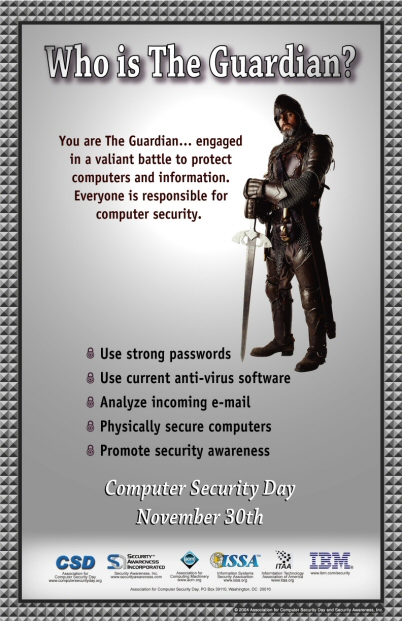 Who is The Guardian?
You are The Guardian... engaged
in a valiant battle to protect
computers and information.
Everyone is responsible for
computer security.
Use strong passwords
Use current anti-virus software
Analyze incoming e-mail
Physically secure computers
Promote security awareness
Computer Security Day
November 30th
CSD
Association for
Computer Security Day
www.computersecurityday.org
SECURITY
AWARENESS
INCORPORATED
Security Awareness, Inc.
www.securityawareness.com
acm
Association for
Computing Machinery
www.acm.org
ISSA
Information Systems
Security Association
www.issa.org
ITAA
Information Technology
Association of America
www.itaa.org
IBM.
www.ibm.com/security
Association for Computer Security Day, PO Box 39110, Washington, DC 20016
© 2004 Association for Computer Security Day and Security Awareness, Inc.